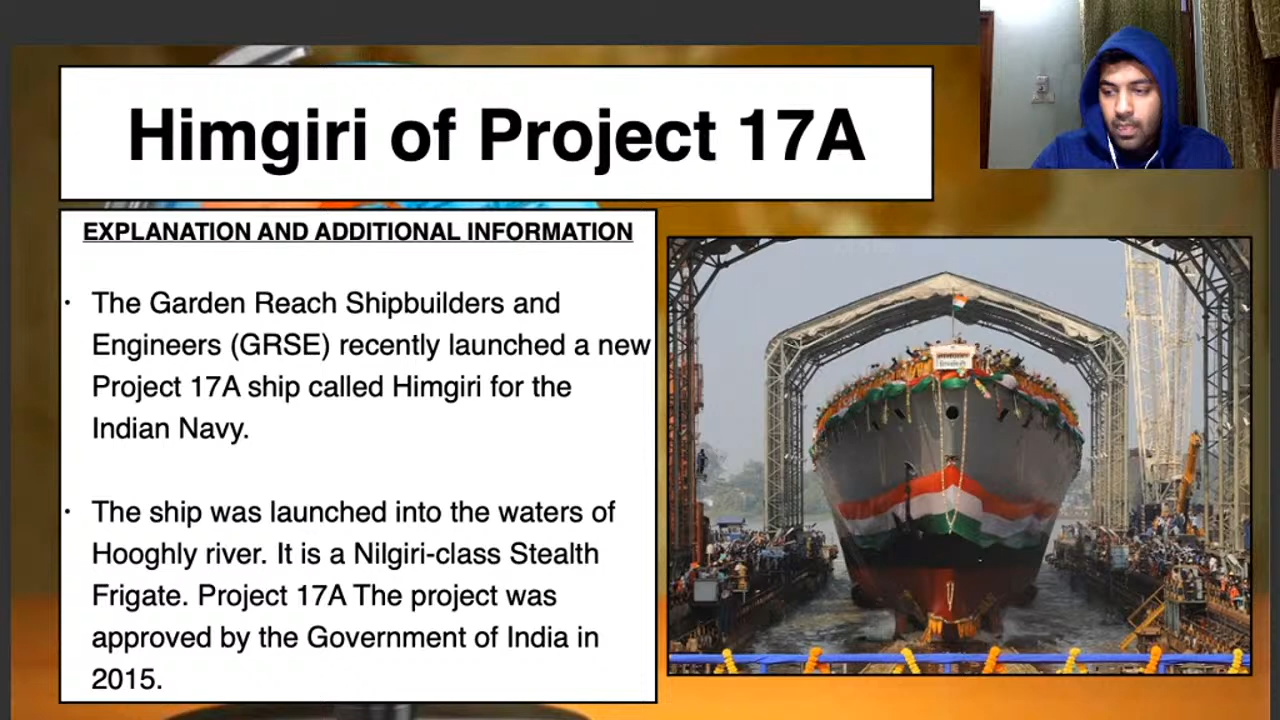 Himgiri of Project 17A
EXPLANATION AND ADDITIONAL INFORMATION
• The Garden Reach Shipbuilders and
Engineers (GRSE) recently launched a new
Project 17A ship called Himgiri for the
Indian Navy.
• The ship was launched into the waters of
Hooghly river. It is a Nilgiri-class Stealth
Frigate. Project 17A The project was
approved by the Government of India in
2015.